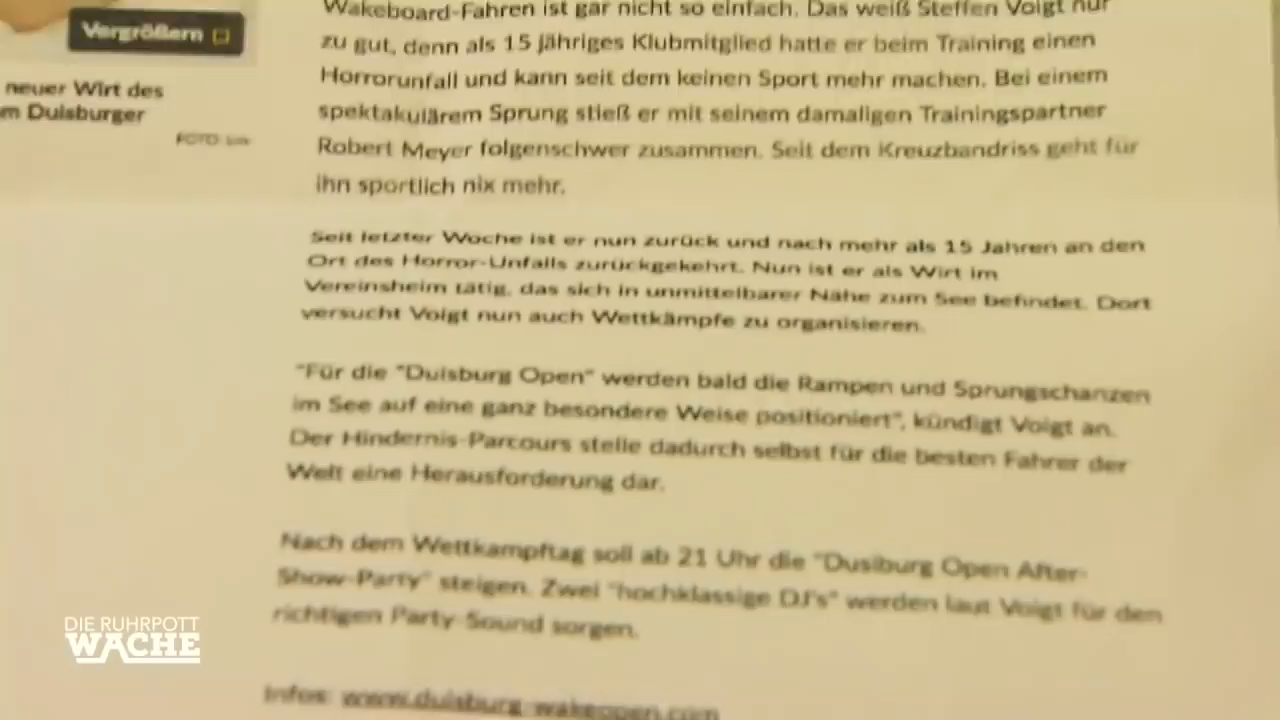 Vergrößern
neuer Wirt des
m Duisburger
FOTO:
Wakeboard-Fahren ist gar nicht so einfach. Das weiß Steffen Voigt nur
zu gut, denn als 15 jähriges Klubmitglied hatte er beim Training einen
Horrorunfall und kann seit dem keinen Sport mehr machen. Bei einem
spektakulärem Sprung stieß er mit seinem damaligen Trainingspartner
Robert Meyer folgenschwer zusammen. Seit dem Kreuzbandriss geht für
ihn sportlich nix mehr.
Seit letzter Woche ist er nun zurück und nach mehr als 15 Jahren an den
Ort des Horror-Unfalls zurückgekehrt. Nun ist er als Wirt im
Vereinsheim tätig, das sich in unmittelbarer Nähe zum See befindet. Dort
versucht Voigt nun auch Wettkämpfe zu organisieren.
"Für die "Duisburg Open" werden bald die Rampen und Sprungschanzen
im See auf eine ganz besondere Weise positioniert", kündigt Voigt an.
Der Hindernis-Parcours stelle dadurch selbst für die besten Fahrer der
Welt eine Herausforderung dar.
Nach dem Wettkampftag soll ab 21 Uhr die "Dusiburg Open After-
Show-Party" steigen. Zwei "hochklassige DJ's" werden laut Voigt für den
richtigen Party-Sound sorgen.
Infos: www.duisburg-wakeopen.com
DIE RUHRPOTT
WACHE